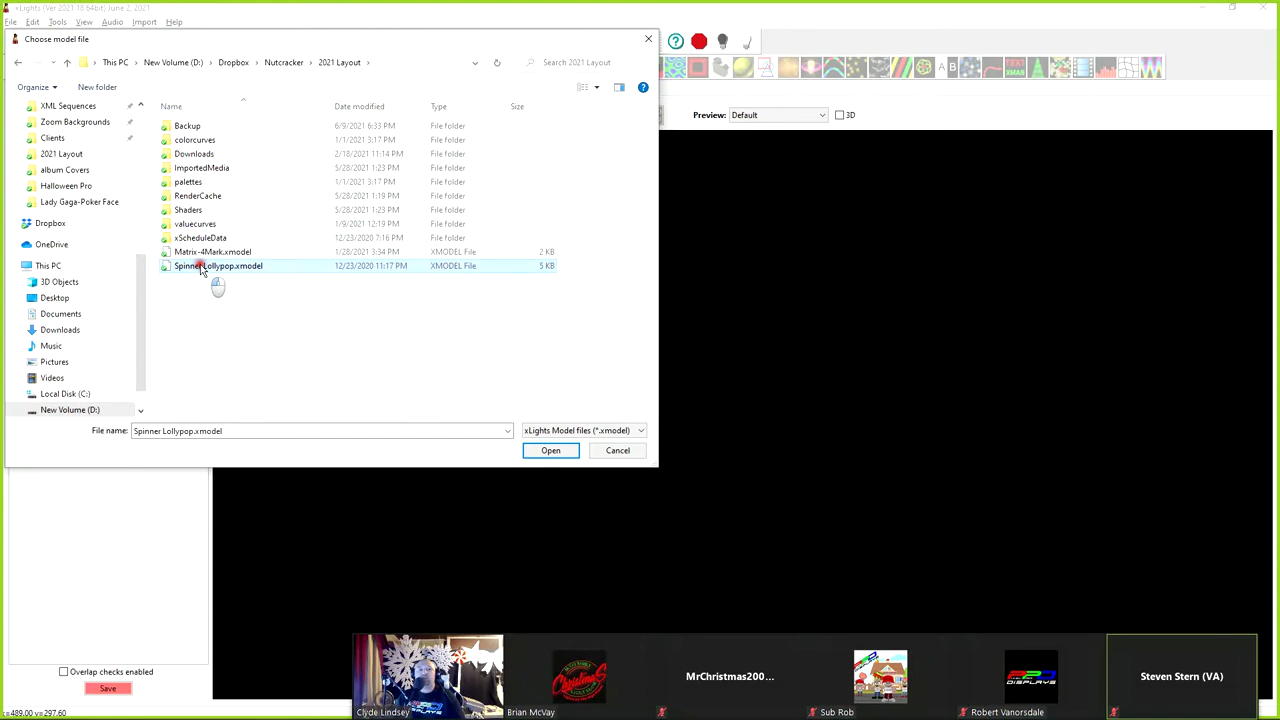 xLights (Ver 2021.18 64bit) June 2, 2021
File Edit Tools View Audio Import Help
Choose model file
This PC > New Volume (D:) > Dropbox > Nutcracker > 2021 Layout >
Search 2021 Layout
Organize New folder
Name Date modified Type Size
XML Sequences
Zoom Backgrounds
Clients
2021 Layout
album Covers
Halloween Pro
Lady Gaga-Poker Face
Dropbox
OneDrive
This PC
3D Objects
Desktop
Documents
Downloads
Music
Pictures
Videos
Local Disk (C:)
New Volume (D:)
Backup 6/9/2021 6:33 PM File folder
colorcurves 1/1/2021 3:17 PM File folder
Downloads 2/18/2021 11:14 PM File folder
ImportedMedia 5/28/2021 1:23 PM File folder
palettes 1/1/2021 3:17 PM File folder
RenderCache 5/28/2021 1:19 PM File folder
Shaders 5/28/2021 1:23 PM File folder
valuecurves 1/9/2021 12:19 PM File folder
xScheduleData 12/23/2020 7:16 PM File folder
Matrix-4Mark.xmodel 1/28/2021 3:34 PM XMODEL File 2 KB
Spinner Lollypop.xmodel 12/23/2020 11:17 PM XMODEL File 5 KB
File name: Spinner Lollypop.xmodel
xLights Model files (*.xmodel)
Open Cancel
Preview: Default 3D
Overlap checks enabled
Save
x=489.00 y=297.60
Clyde Lindsey
Brian McVay
CHRISTMAS
MrChristmas200...
Sub Rob
PPD
DISPLAYS
Robert Vanorsdale
Steven Stern (VA)